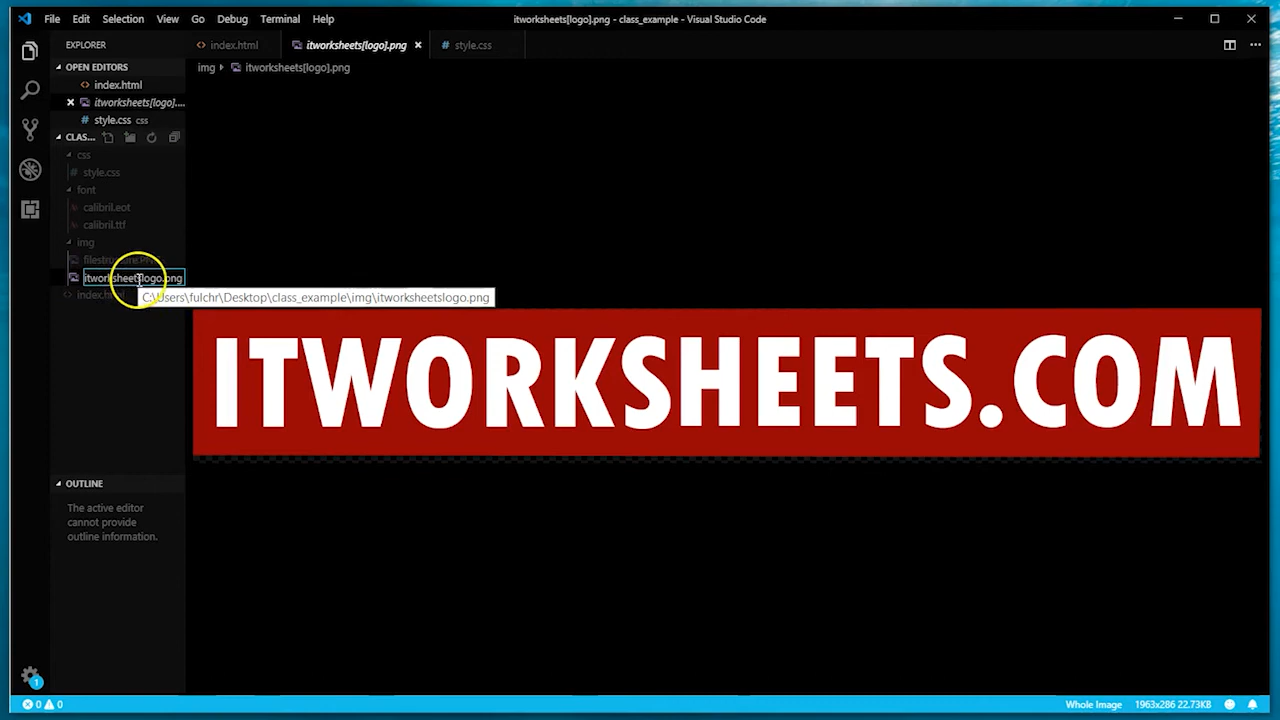 File Edit Selection View Go Debug Terminal Help
itworksheets[logo].png - class_example - Visual Studio Code
EXPLORER
index.html
itworksheets[logo].png
style.css
OPEN EDITORS
img itworksheets[logo].png
index.html
itworksheets[logo]....
style.css css
CLAS...
css
style.css
font
calibril.eot
calibril.ttf
img
itworksheetslogo.png
C:\Users\fulchr\Desktop\class_example\img\itworksheetslogo.png
ITWORKSHEETS.COM
OUTLINE
The active editor
cannot provide
outline information.
1
0 0
Whole Image 1963x286 22.73KB